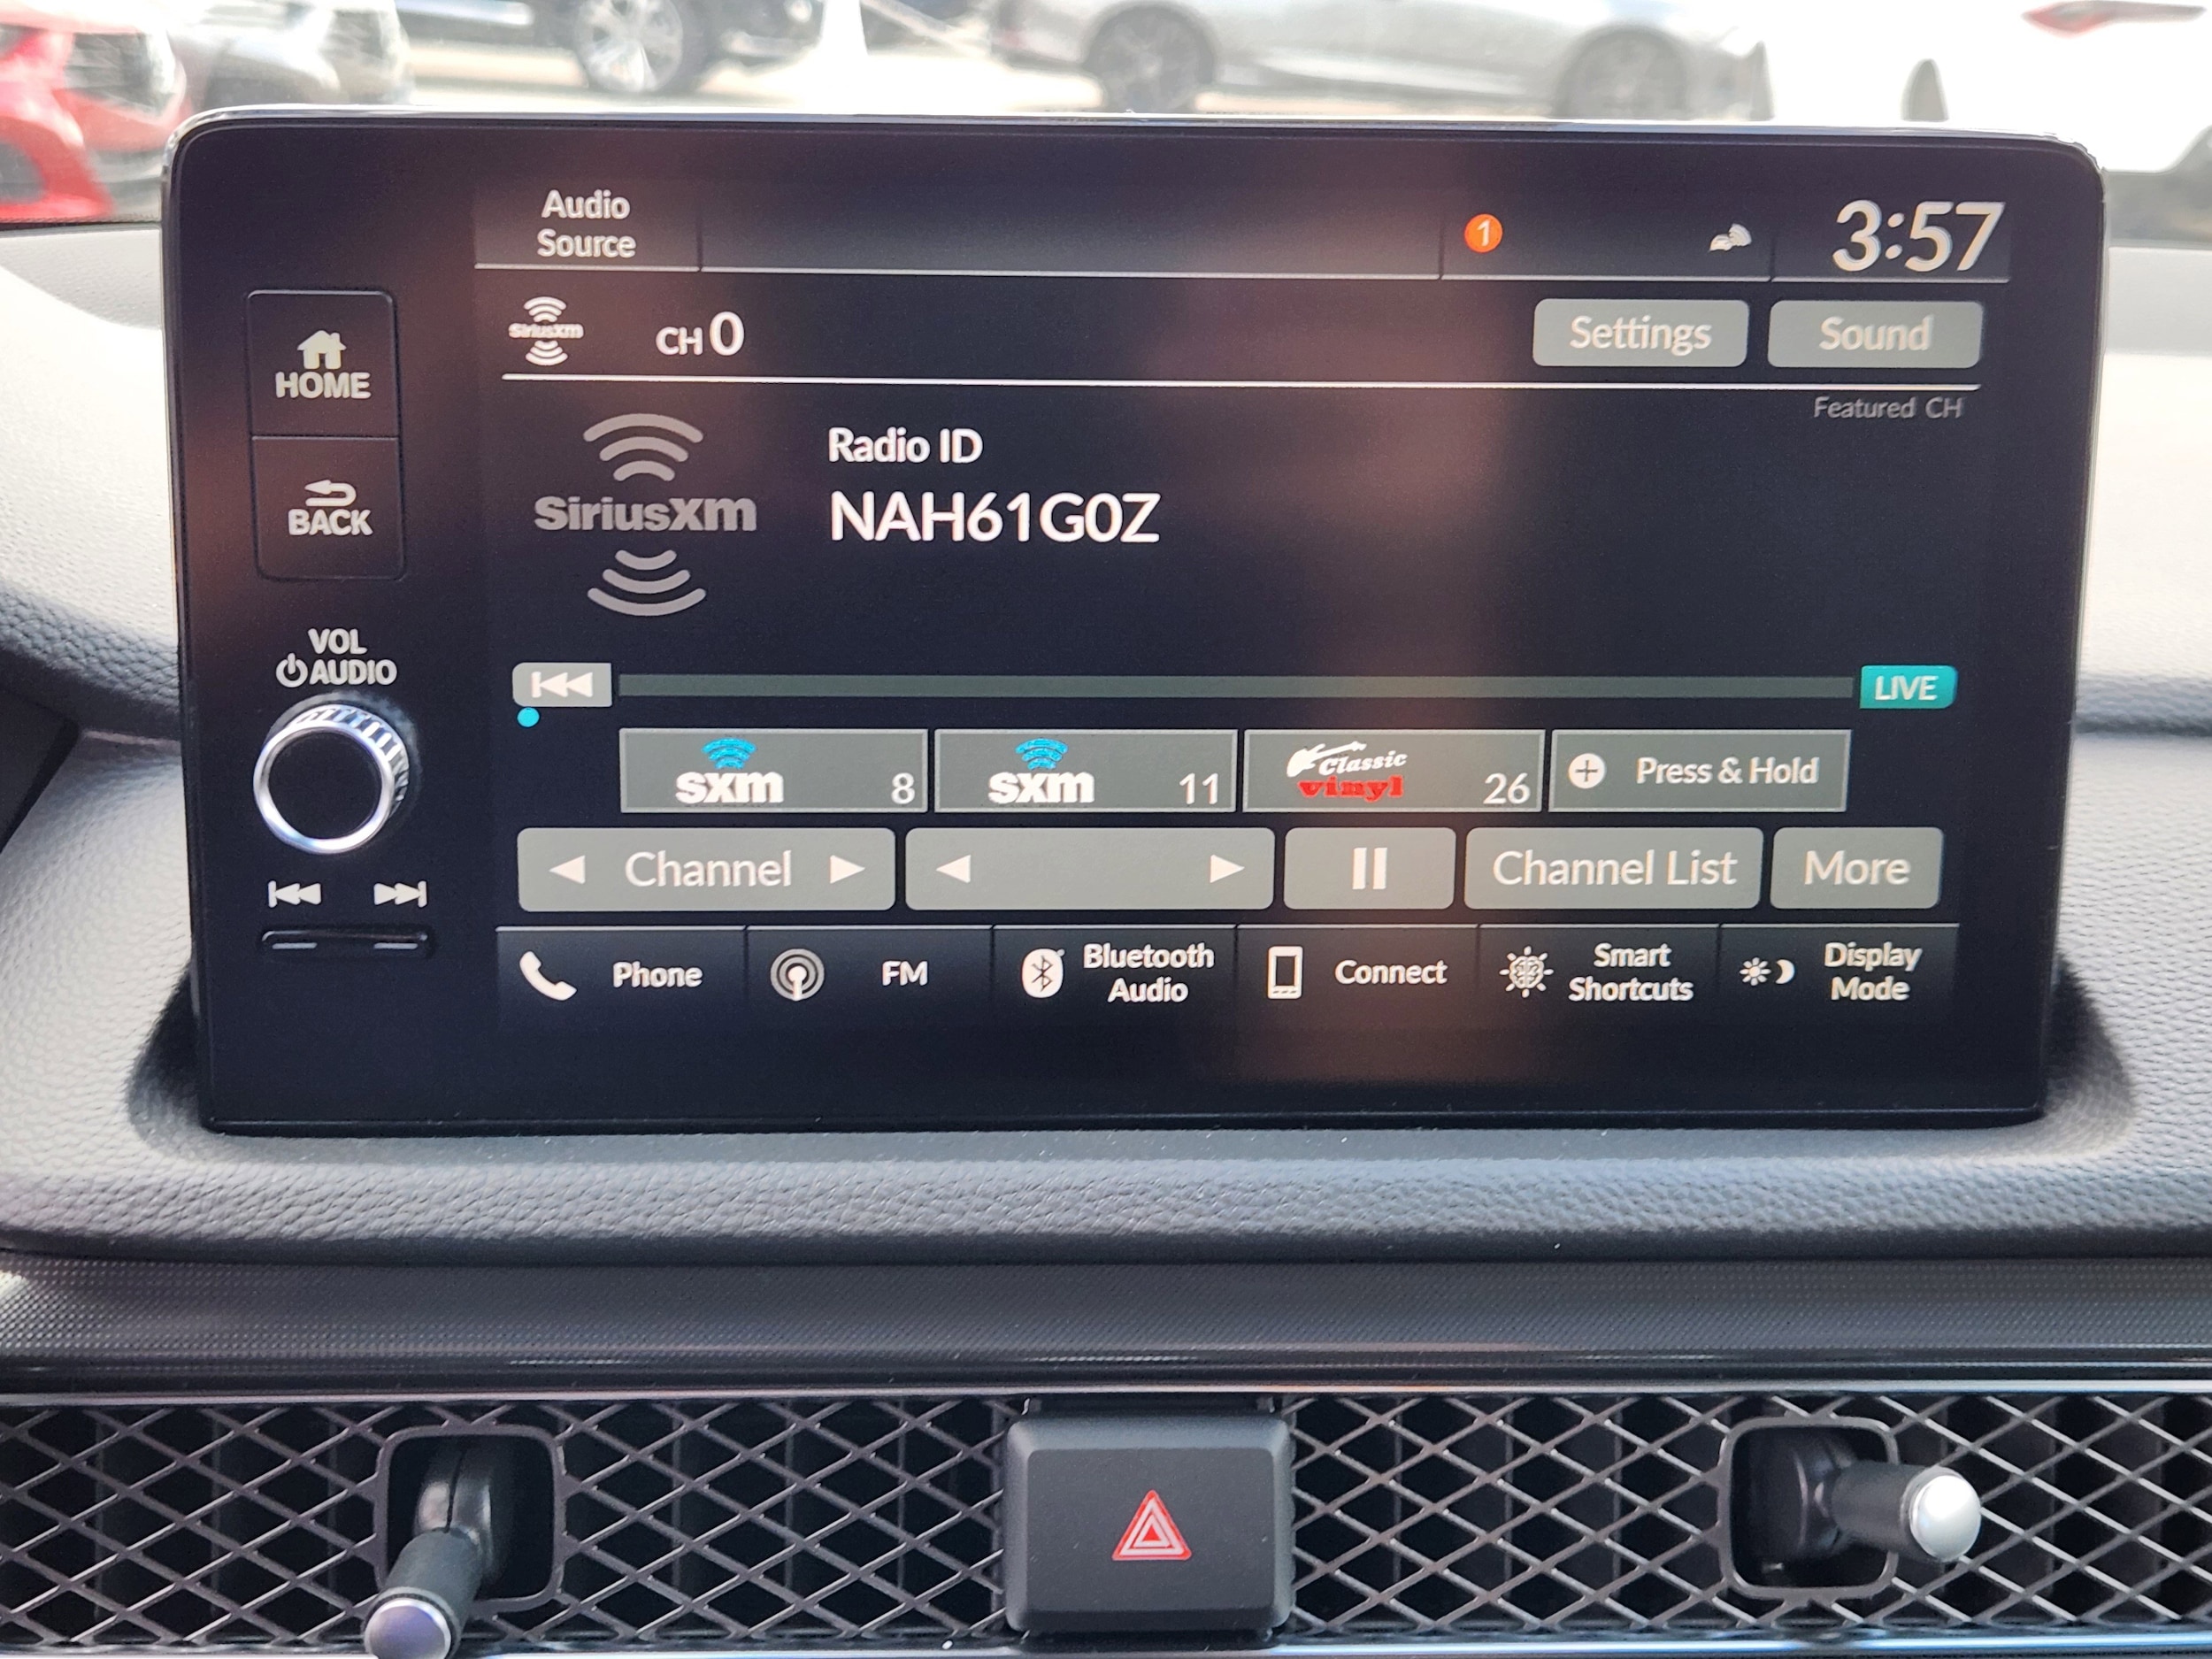 Audio
Source
1
3:57
SiriusXM
CH 0
Settings
Sound
HOME
Featured CH
Radio ID
BACK
NAH61G0Z
SiriusXM
VOL
AUDIO
LIVE
sxm 8
sxm 11
Classic
vinyl 26
Press & Hold
Channel
Channel List
More
Phone
FM
Bluetooth
Audio
Connect
Smart
Shortcuts
Display
Mode